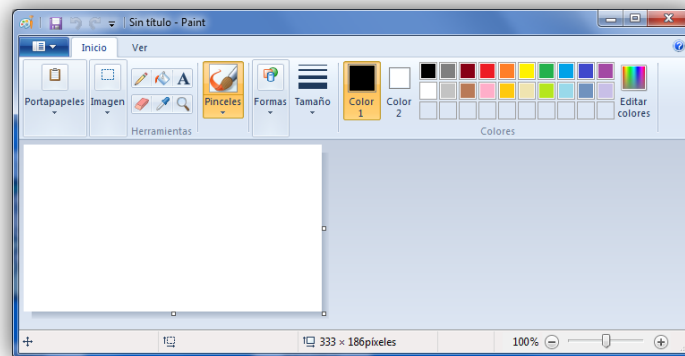 Sin título - Paint
Inicio Ver
Portapapeles Imagen Pinceles Formas Tamaño Color 1 Color 2 Editar colores
A
Herramientas Colores
333 × 186píxeles 100%